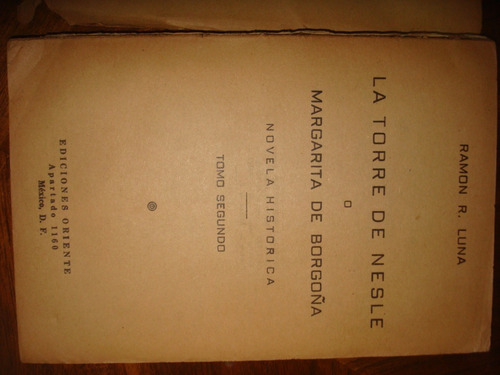 RAMON R. LUNA
LA TORRE DE NESLE
O
MARGARITA DE BORGOÑA
NOVELA HISTORICA
TOMO SEGUNDO
EDICIONES ORIENTE
Apartado 1160
México, D. F.